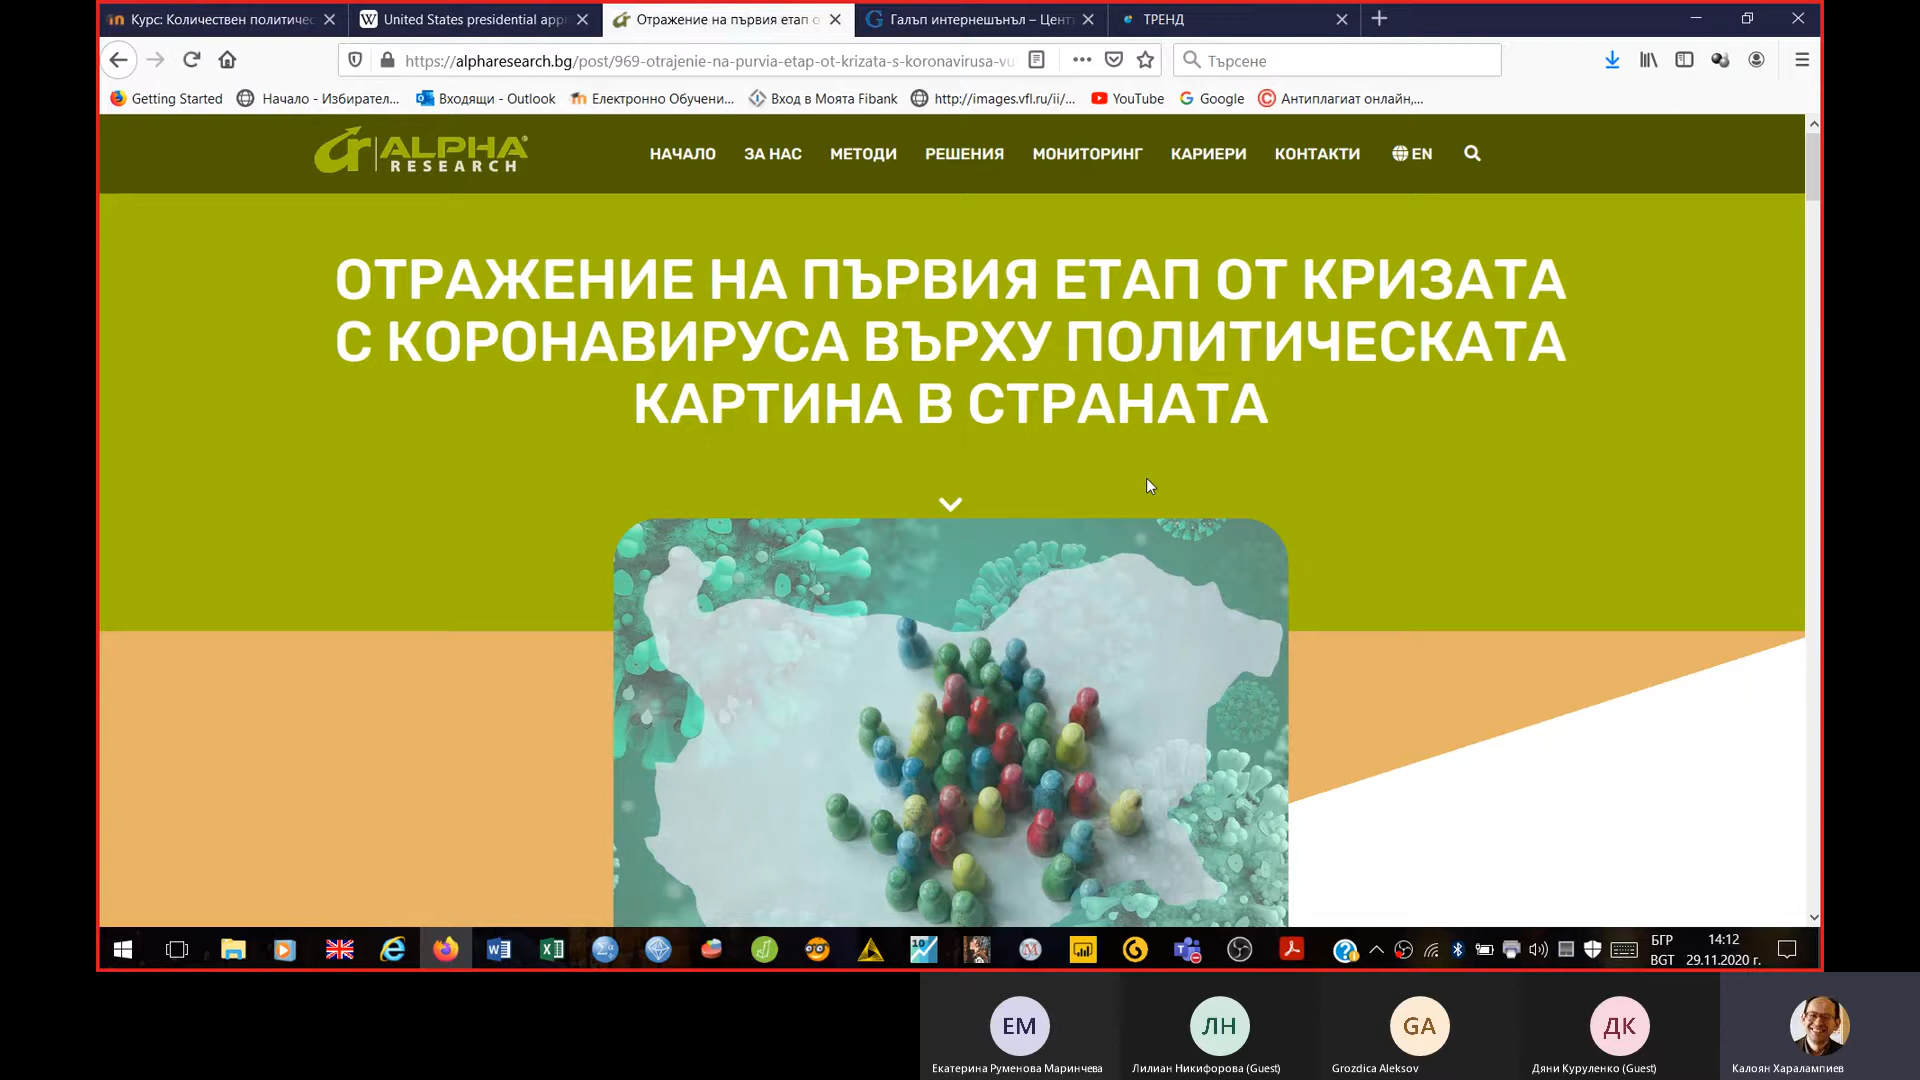 Курс: Количествен политичес
United States presidential appr
Отражение на първия етап о
Галъп интернешънъл – Цент
ТРЕНД
https://alpharesearch.bg/post/969-otrajenie-na-purvia-etap-ot-krizata-s-koronavirusa-vu
Търсене
Getting Started
Начало - Избирател...
Входящи - Outlook
Електронно Обучени...
Вход в Моята Fibank
http://images.vfl.ru/ii/...
YouTube
Google
Антиплагиат онлайн,...
ALPHA
RESEARCH
НАЧАЛО
ЗА НАС
МЕТОДИ
РЕШЕНИЯ
МОНИТОРИНГ
КАРИЕРИ
КОНТАКТИ
EN
ОТРАЖЕНИЕ НА ПЪРВИЯ ЕТАП ОТ КРИЗАТА
С КОРОНАВИРУСА ВЪРХУ ПОЛИТИЧЕСКАТА
КАРТИНА В СТРАНАТА
БГР
BGT
14:12
29.11.2020 г.
ЕМ
ЛН
GA
ДК
Екатерина Руменова Маринчева
Лилиан Никифорова (Guest)
Grozdica Aleksov
Дяни Куруленко (Guest)
Калоян Харалампиев